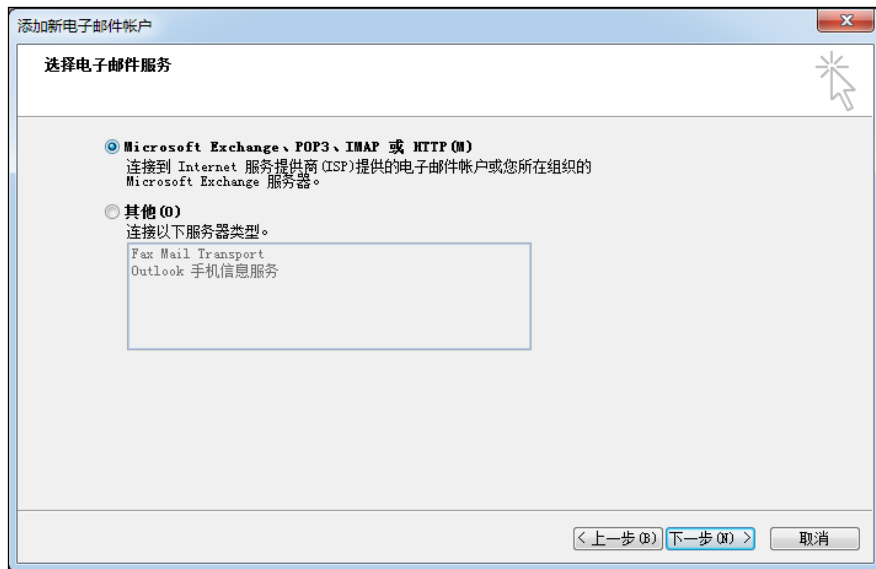 添加新电子邮件帐户
选择电子邮件服务
Microsoft Exchange、POP3、IMAP 或 HTTP(M)
连接到 Internet 服务提供商(ISP)提供的电子邮件帐户或您所在组织的
Microsoft Exchange 服务器。
其他(O)
连接以下服务器类型。
Fax Mail Transport
Outlook 手机信息服务
< 上一步(B) 下一步(N) > 取消